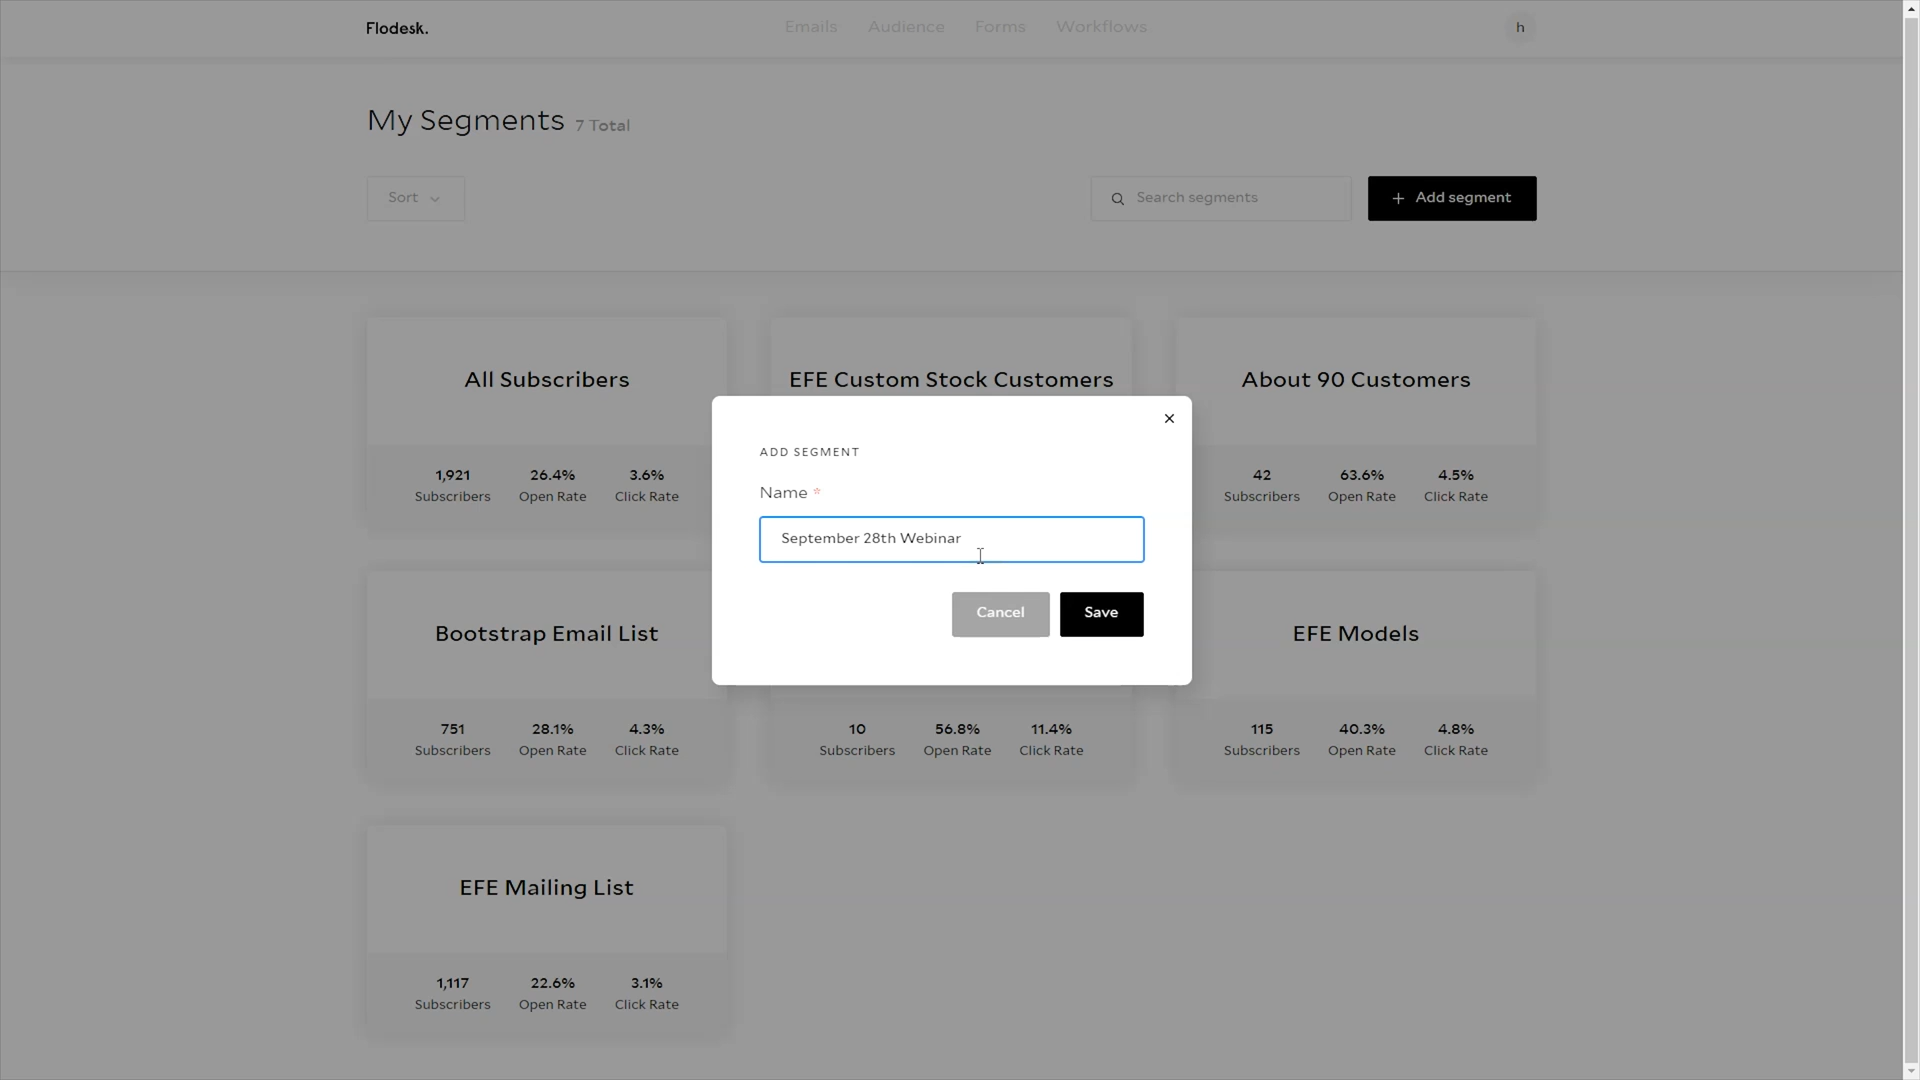 Flodesk.
Emails Audience Forms Workflows
h
My Segments 7 Total
Sort
Search segments
+ Add segment
All Subscribers
1,921 26.4% 3.6%
Subscribers Open Rate Click Rate
EFE Custom Stock Customers
About 90 Customers
42 63.6% 4.5%
Subscribers Open Rate Click Rate
ADD SEGMENT
Name *
September 28th Webinar
Cancel
Save
Bootstrap Email List
751 28.1% 4.3%
Subscribers Open Rate Click Rate
10 56.8% 11.4%
Subscribers Open Rate Click Rate
EFE Models
115 40.3% 4.8%
Subscribers Open Rate Click Rate
EFE Mailing List
1,117 22.6% 3.1%
Subscribers Open Rate Click Rate